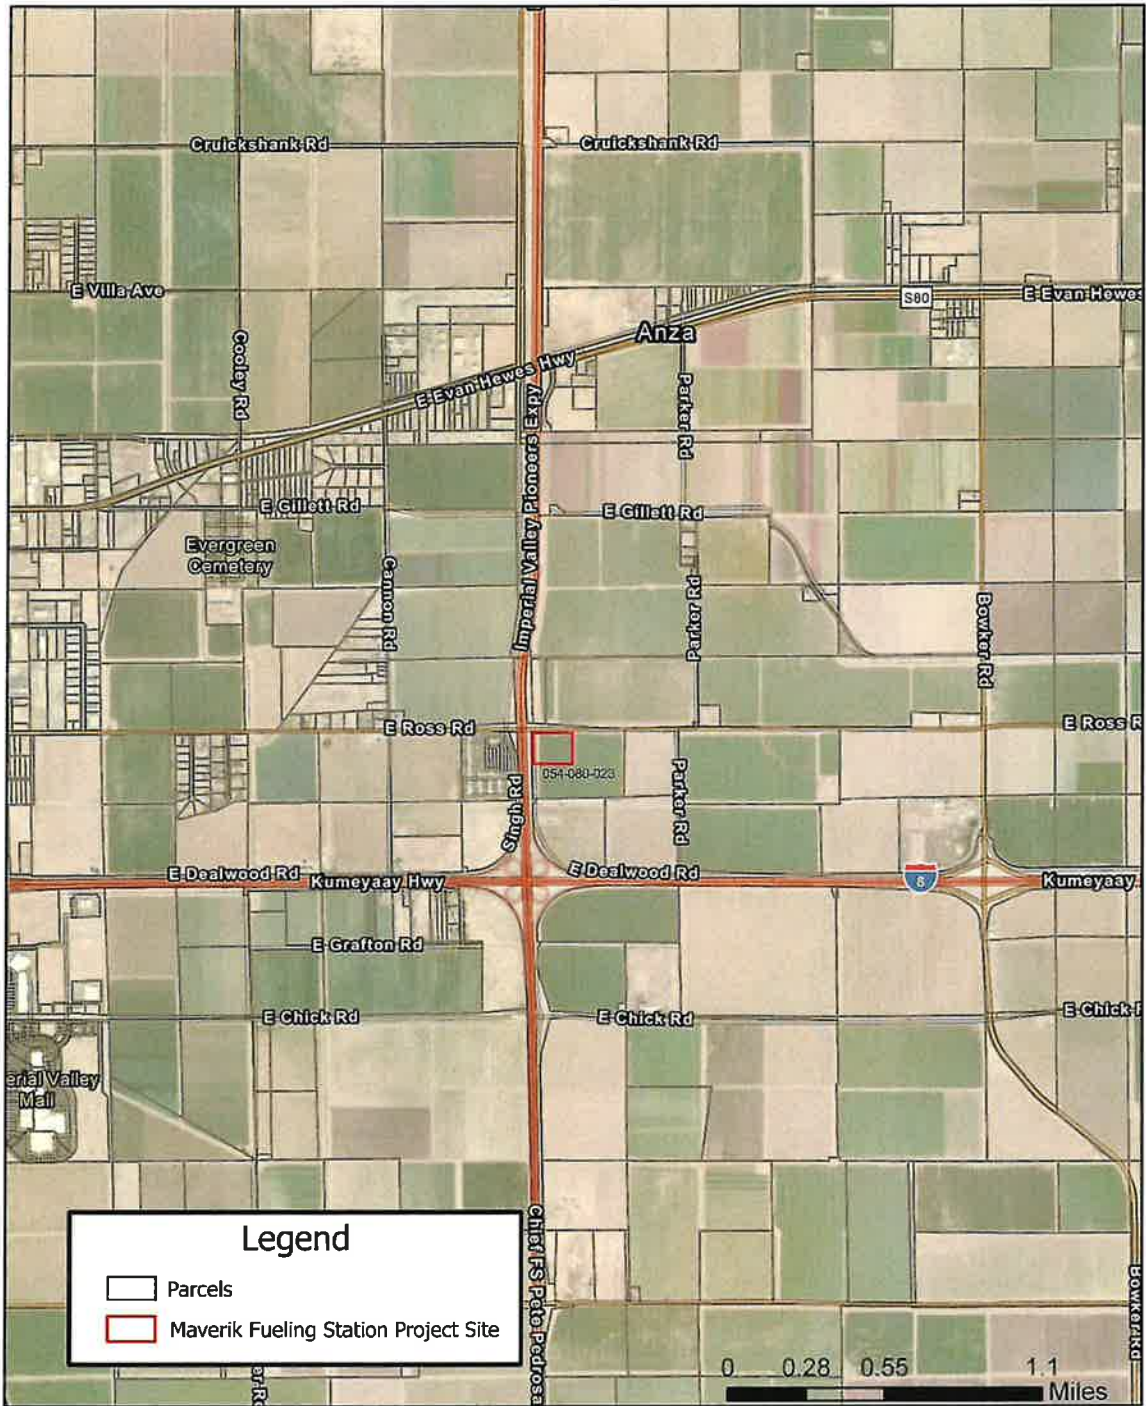 Cruickshank Rd
Cruickshank Rd
E Villa Ave
S80
E Evan Hewes
Anza
Cooley Rd
E Evan Hewes Hwy
Imperial Valley Pioneers Expy
Parker Rd
E Gillett Rd
E Gillett Rd
Evergreen
Cemetery
Cannon Rd
Parker Rd
Bowker Rd
E Ross Rd
E Ross R
054-080-023
Singh Rd
Parker Rd
E Dealwood Rd
Kumeyaay Hwy
E Dealwood Rd
8
Kumeyaay
E Grafton Rd
E Chick Rd
E Chick Rd
E Chick R
erial Valley
Mall
Chief FS Pete Pedrosa
Bowker Rd
Legend
Parcels
Maverik Fueling Station Project Site
er Rd
0 0.28 0.55 1.1
Miles